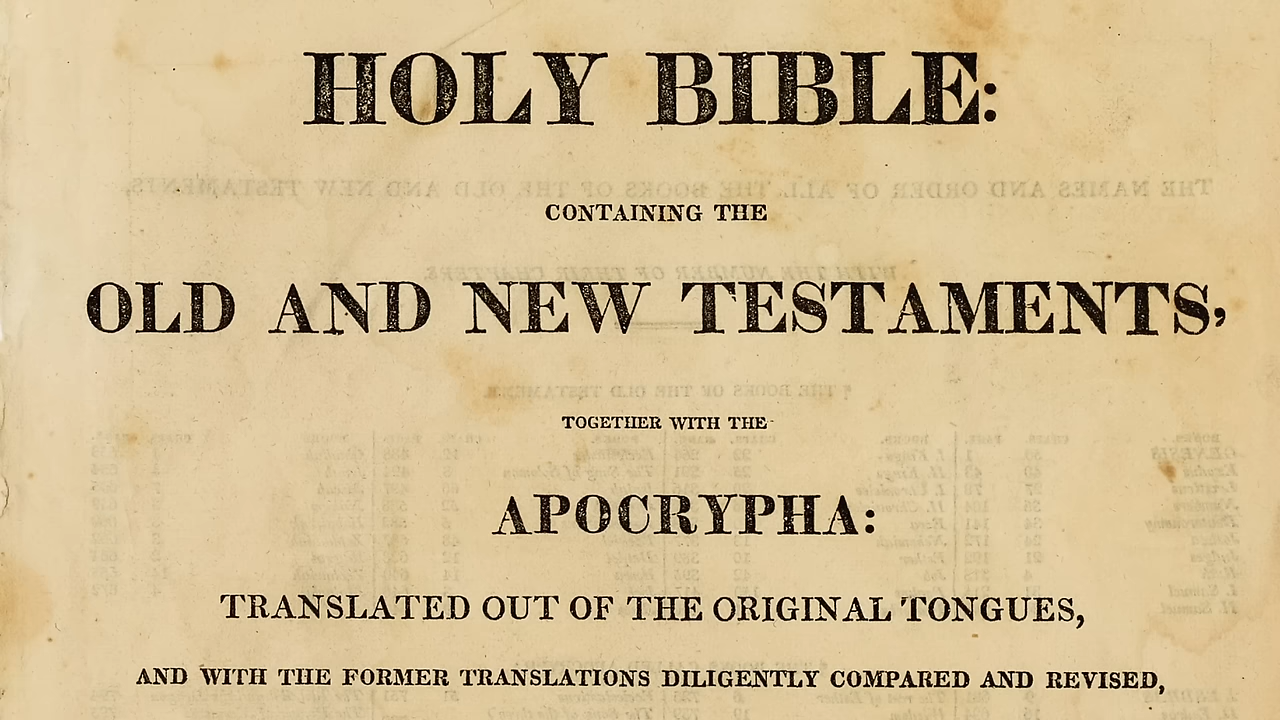 HOLY BIBLE:
CONTAINING THE
OLD AND NEW TESTAMENTS,
TOGETHER WITH THE
APOCRYPHA:
TRANSLATED OUT OF THE ORIGINAL TONGUES,
AND WITH THE FORMER TRANSLATIONS DILIGENTLY COMPARED AND REVISED,